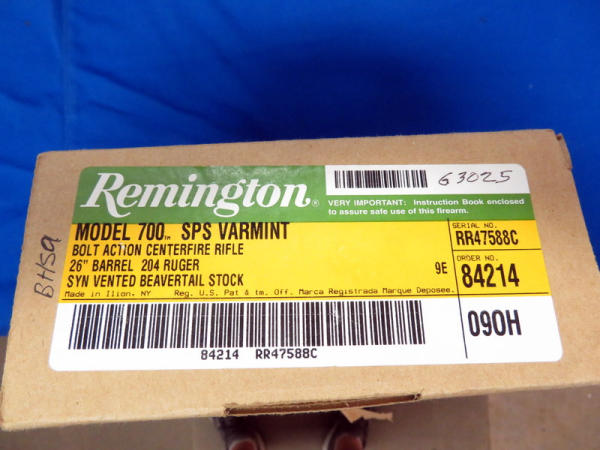 Remington®
63025
VERY IMPORTANT: Instruction Book enclosed
to assure safe use of this firearm.
MODEL 700™ SPS VARMINT
BOLT ACTION CENTERFIRE RIFLE
26" BARREL 204 RUGER
SYN VENTED BEAVERTAIL STOCK
9E
Made in Ilion, NY Reg. U.S. Pat & tm. Off. Marca Registrada Marque Deposee.
SERIAL NO.
RR47588C
ORDER NO.
84214
090H
84214 RR47588C
BHS9